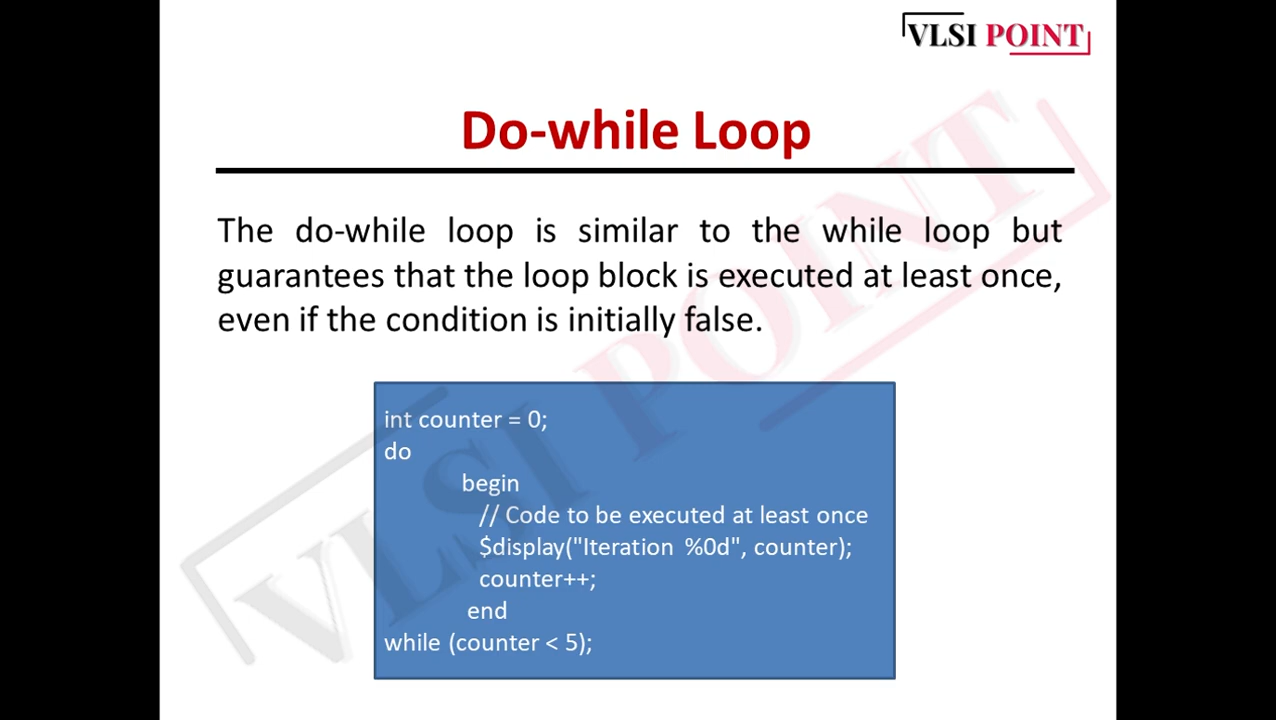 VLSI POINT
Do-while Loop
The do-while loop is similar to the while loop but
guarantees that the loop block is executed at least once,
even if the condition is initially false.
int counter = 0;
do
begin
// Code to be executed at least once
$display("Iteration %0d", counter);
counter++;
end
while (counter < 5);
VLSI POINT